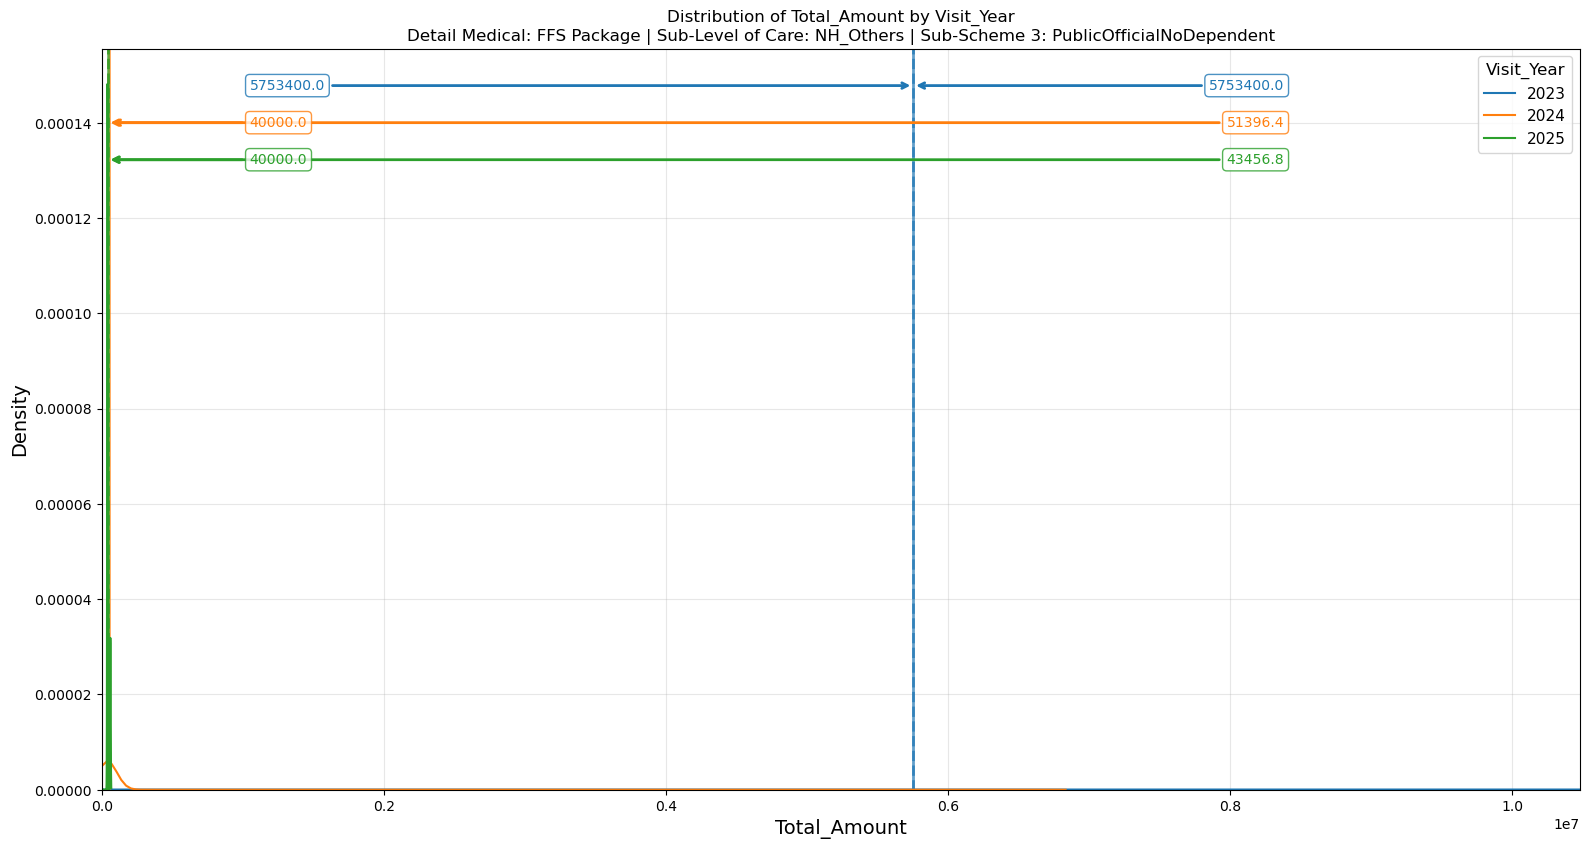 Distribution of Total_Amount by Visit_Year
Detail Medical: FFS Package | Sub-Level of Care: NH_Others | Sub-Scheme 3: PublicOfficialNoDependent
Visit_Year
2023
2024
2025
5753400.0 5753400.0
40000.0 51396.4
40000.0 43456.8
0.00014
0.00012
0.00010
0.00008
0.00006
0.00004
0.00002
0.00000
Density
0.0 0.2 0.4 0.6 0.8 1.0
1e7
Total_Amount